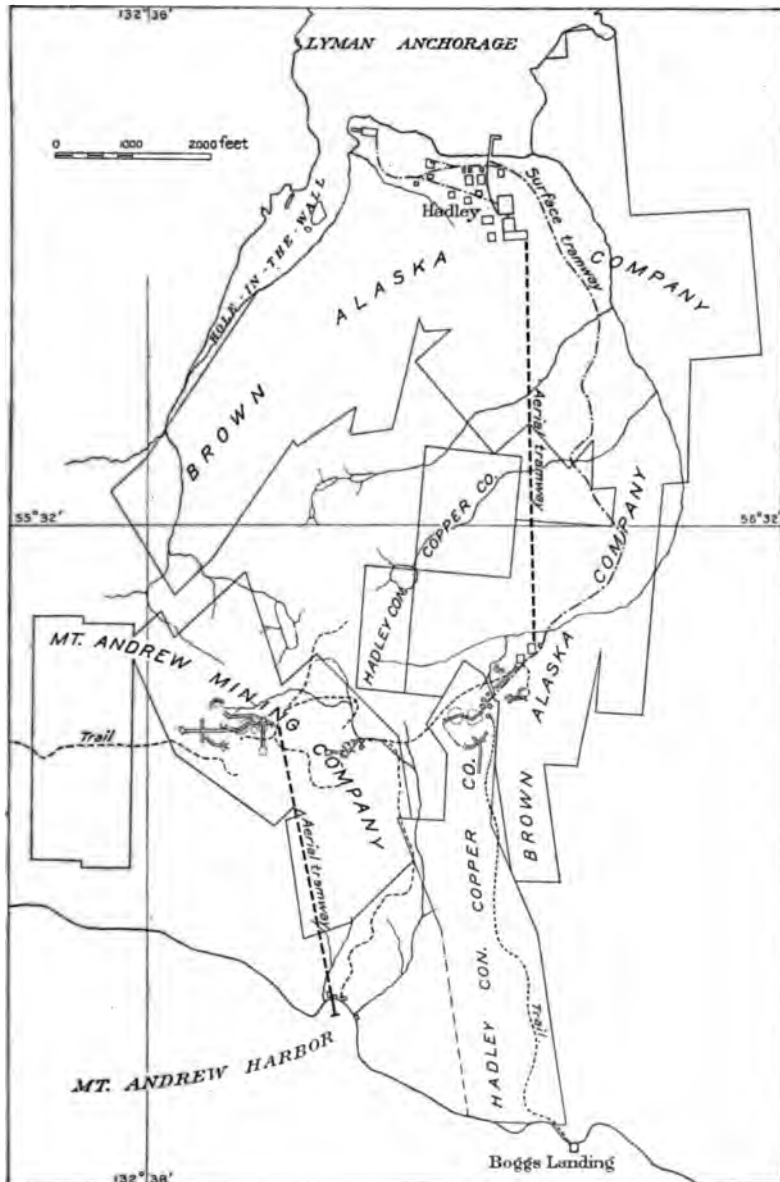 132°36'
LYMAN ANCHORAGE
0 1000 2000 feet
Hadley
Surface tramway
HOLE-IN-THE-WALL
BROWN ALASKA COMPANY
Aerial tramway
55°32'
55°32'
HADLEY CON. COPPER CO.
MT. ANDREW MINING COMPANY
BROWN ALASKA COMPANY
Trail
Aerial tramway
HADLEY CON. COPPER CO.
Trail
MT. ANDREW HARBOR
Boggs Landing
132°38'